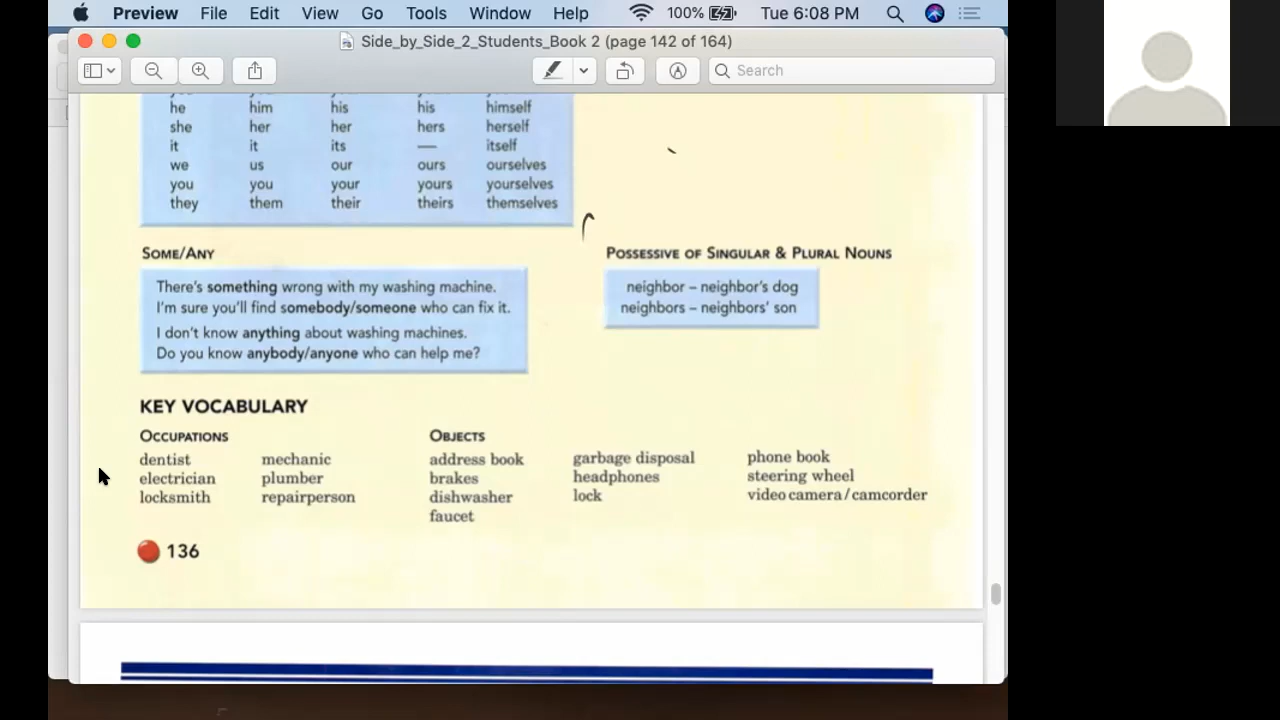 Preview File Edit View Go Tools Window Help 100% Tue 6:08 PM
Side_by_Side_2_Students_Book 2 (page 142 of 164)
Search
he him his his himself
she her her hers herself
it it its — itself
we us our ours ourselves
you you your yours yourselves
they them their theirs themselves
SOME/ANY
There's something wrong with my washing machine.
I'm sure you'll find somebody/someone who can fix it.
I don't know anything about washing machines.
Do you know anybody/anyone who can help me?
POSSESSIVE OF SINGULAR & PLURAL NOUNS
neighbor – neighbor's dog
neighbors – neighbors' son
KEY VOCABULARY
OCCUPATIONS
dentist mechanic
electrician plumber
locksmith repairperson
OBJECTS
address book garbage disposal phone book
brakes headphones steering wheel
dishwasher lock video camera/camcorder
faucet
136